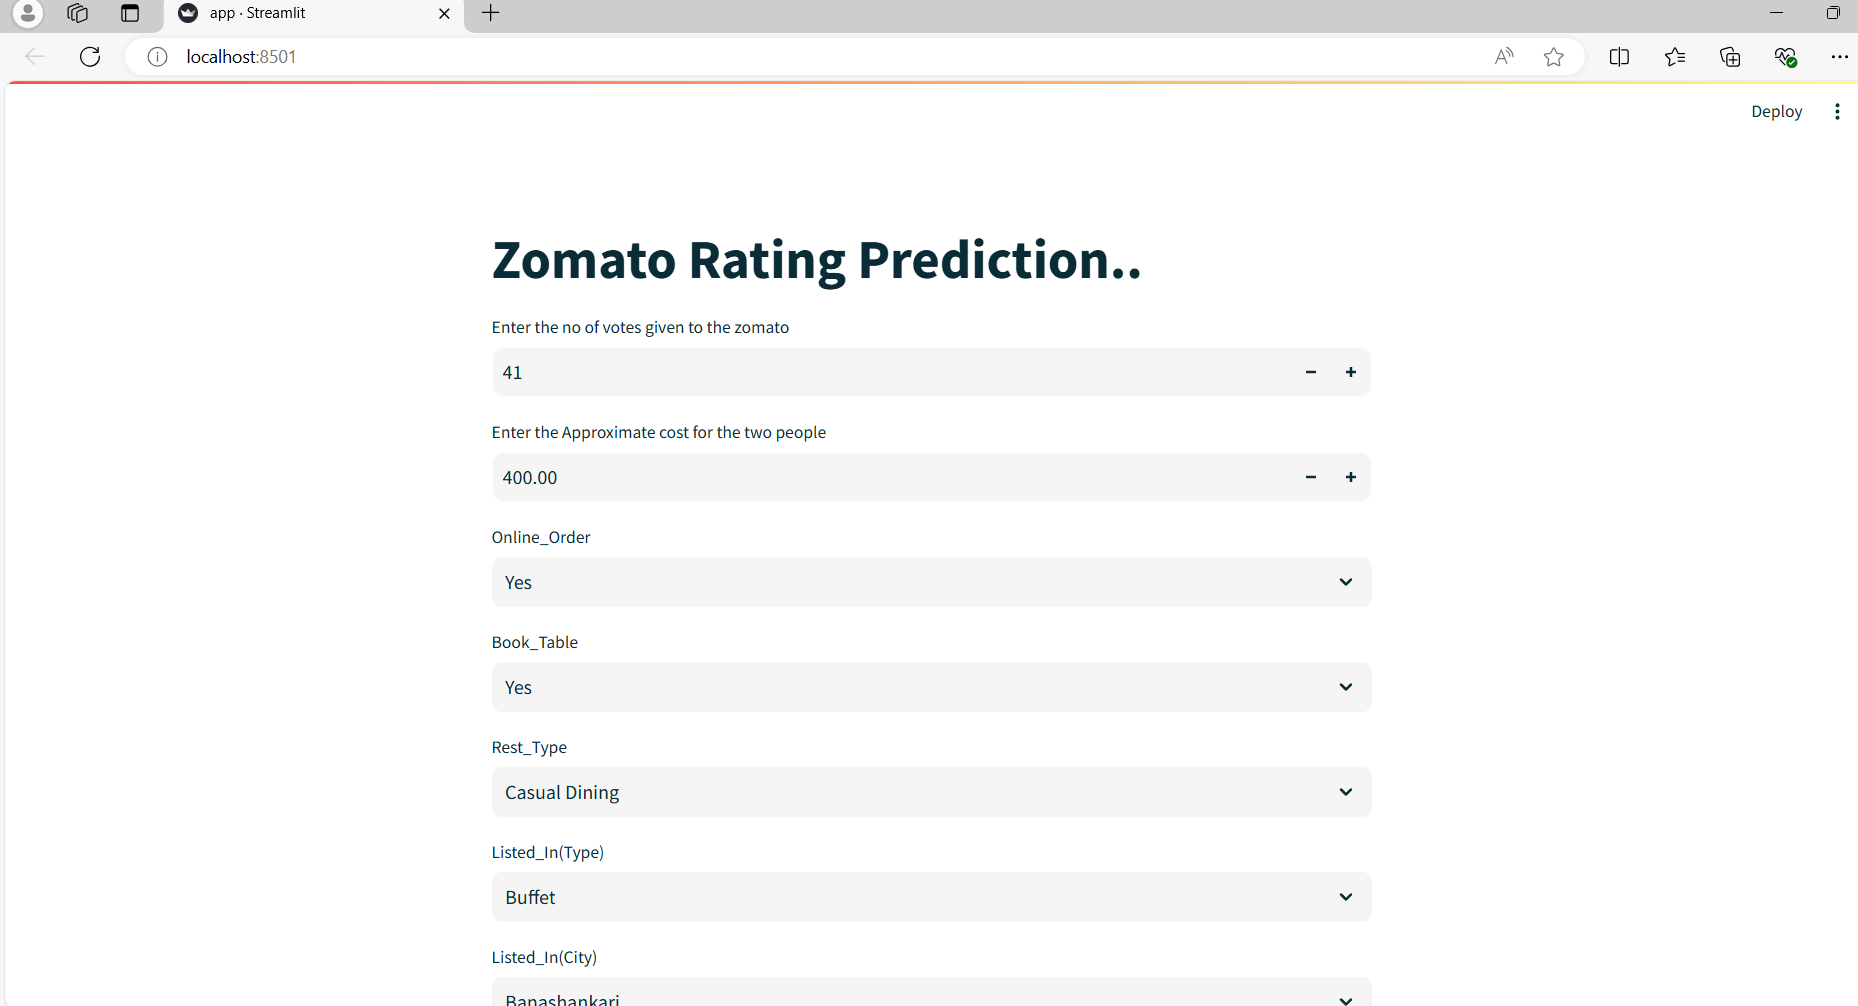 app · Streamlit
localhost:8501
Deploy
Zomato Rating Prediction..
Enter the no of votes given to the zomato
41
Enter the Approximate cost for the two people
400.00
Online_Order
Yes
Book_Table
Yes
Rest_Type
Casual Dining
Listed_In(Type)
Buffet
Listed_In(City)
Banashankari